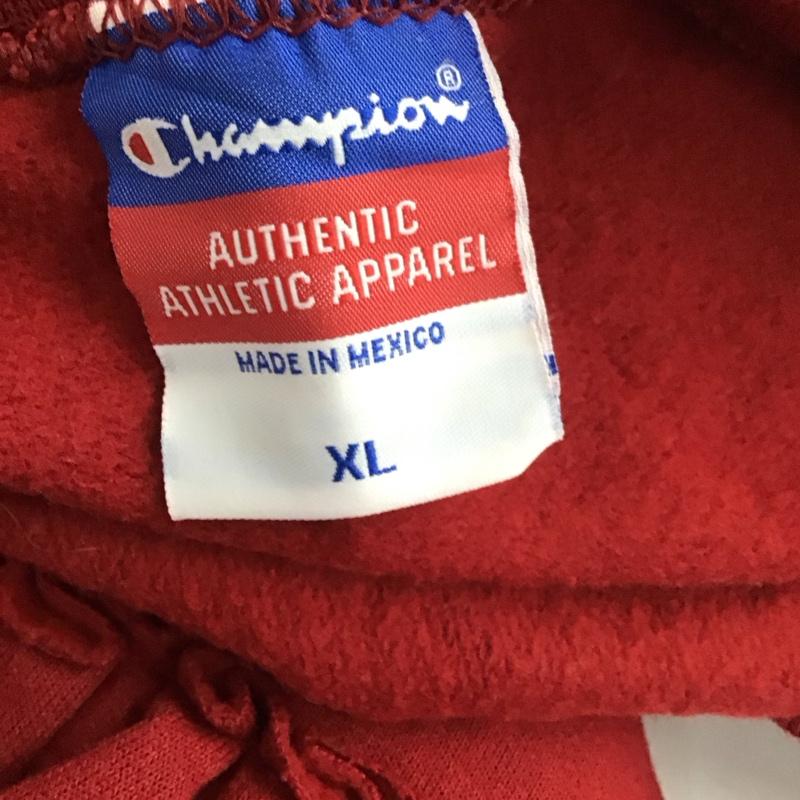 Champion®
AUTHENTIC
ATHLETIC APPAREL
MADE IN MEXICO
XL